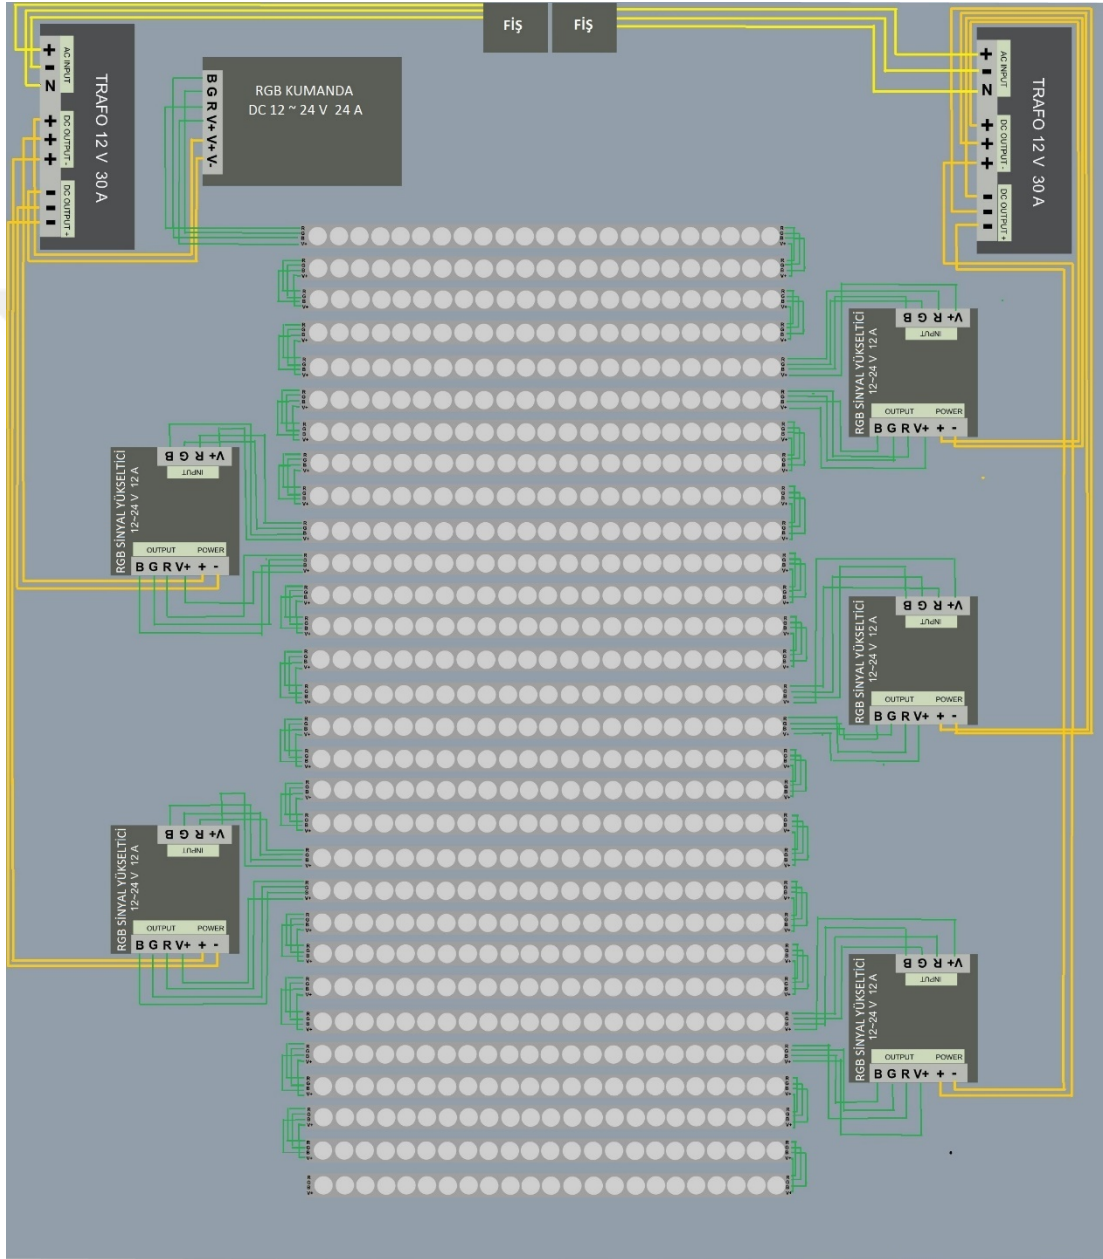 FİŞ
FİŞ
TRAFO 12 V 30 A
AC INPUT
+
-
N
DC OUTPUT -
+
+
+
DC OUTPUT +
-
-
-
RGB KUMANDA
DC 12 ~ 24 V 24 A
B G R V+ V+ V-
TRAFO 12 V 30 A
AC INPUT
+
-
N
DC OUTPUT -
+
+
+
DC OUTPUT +
-
-
-
RGB SİNYAL YÜKSELTİCİ
12~24 V 12 A
V+ R G B
INPUT
OUTPUT POWER
B G R V+ + -
RGB SİNYAL YÜKSELTİCİ
12~24 V 12 A
V+ R G B
INPUT
OUTPUT POWER
B G R V+ + -
RGB SİNYAL YÜKSELTİCİ
12~24 V 12 A
V+ R G B
INPUT
OUTPUT POWER
B G R V+ + -
RGB SİNYAL YÜKSELTİCİ
12~24 V 12 A
V+ R G B
INPUT
OUTPUT POWER
B G R V+ + -
RGB SİNYAL YÜKSELTİCİ
12~24 V 12 A
V+ R G B
INPUT
OUTPUT POWER
B G R V+ + -